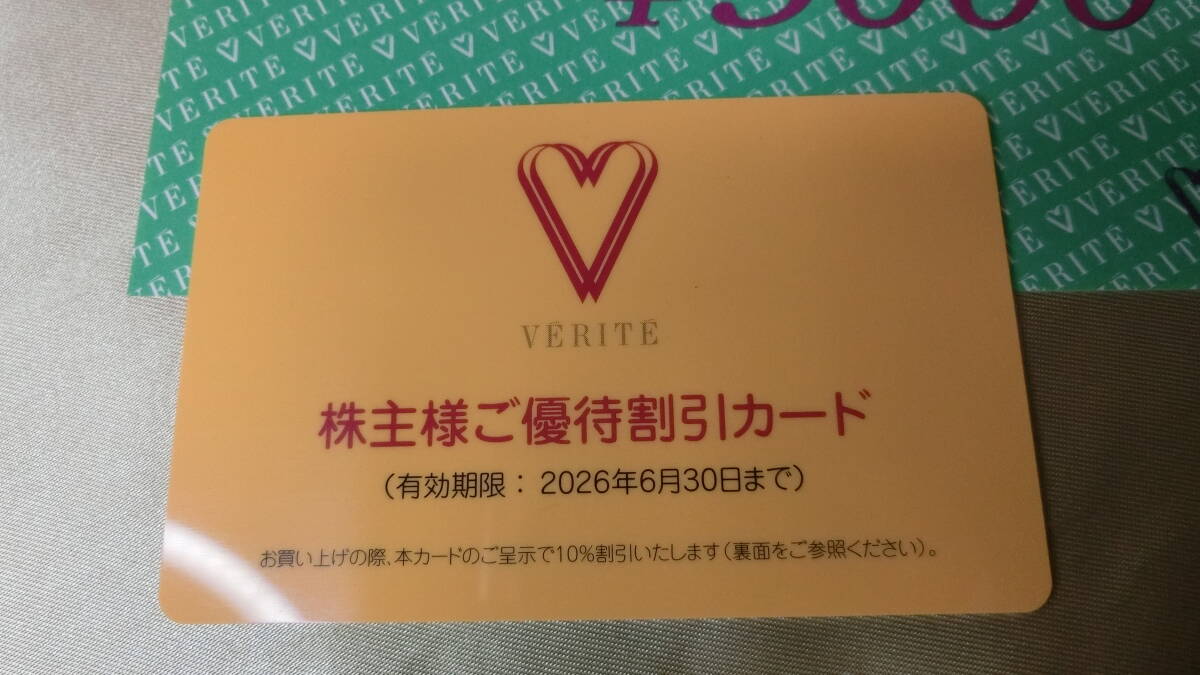 VÉRITÉ
株主様ご優待割引カード
(有効期限：2026年6月30日まで)
お買い上げの際、本カードのご呈示で10%割引いたします(裏面をご参照ください)。